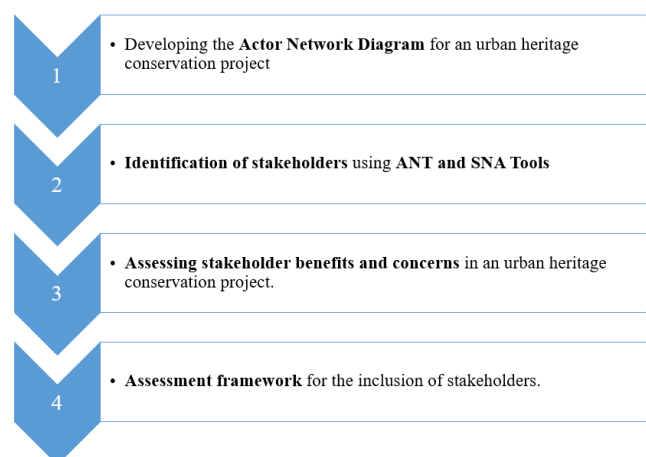 1
• Developing the Actor Network Diagram for an urban heritage
conservation project
2
• Identification of stakeholders using ANT and SNA Tools
3
• Assessing stakeholder benefits and concerns in an urban heritage
conservation project.
4
• Assessment framework for the inclusion of stakeholders.